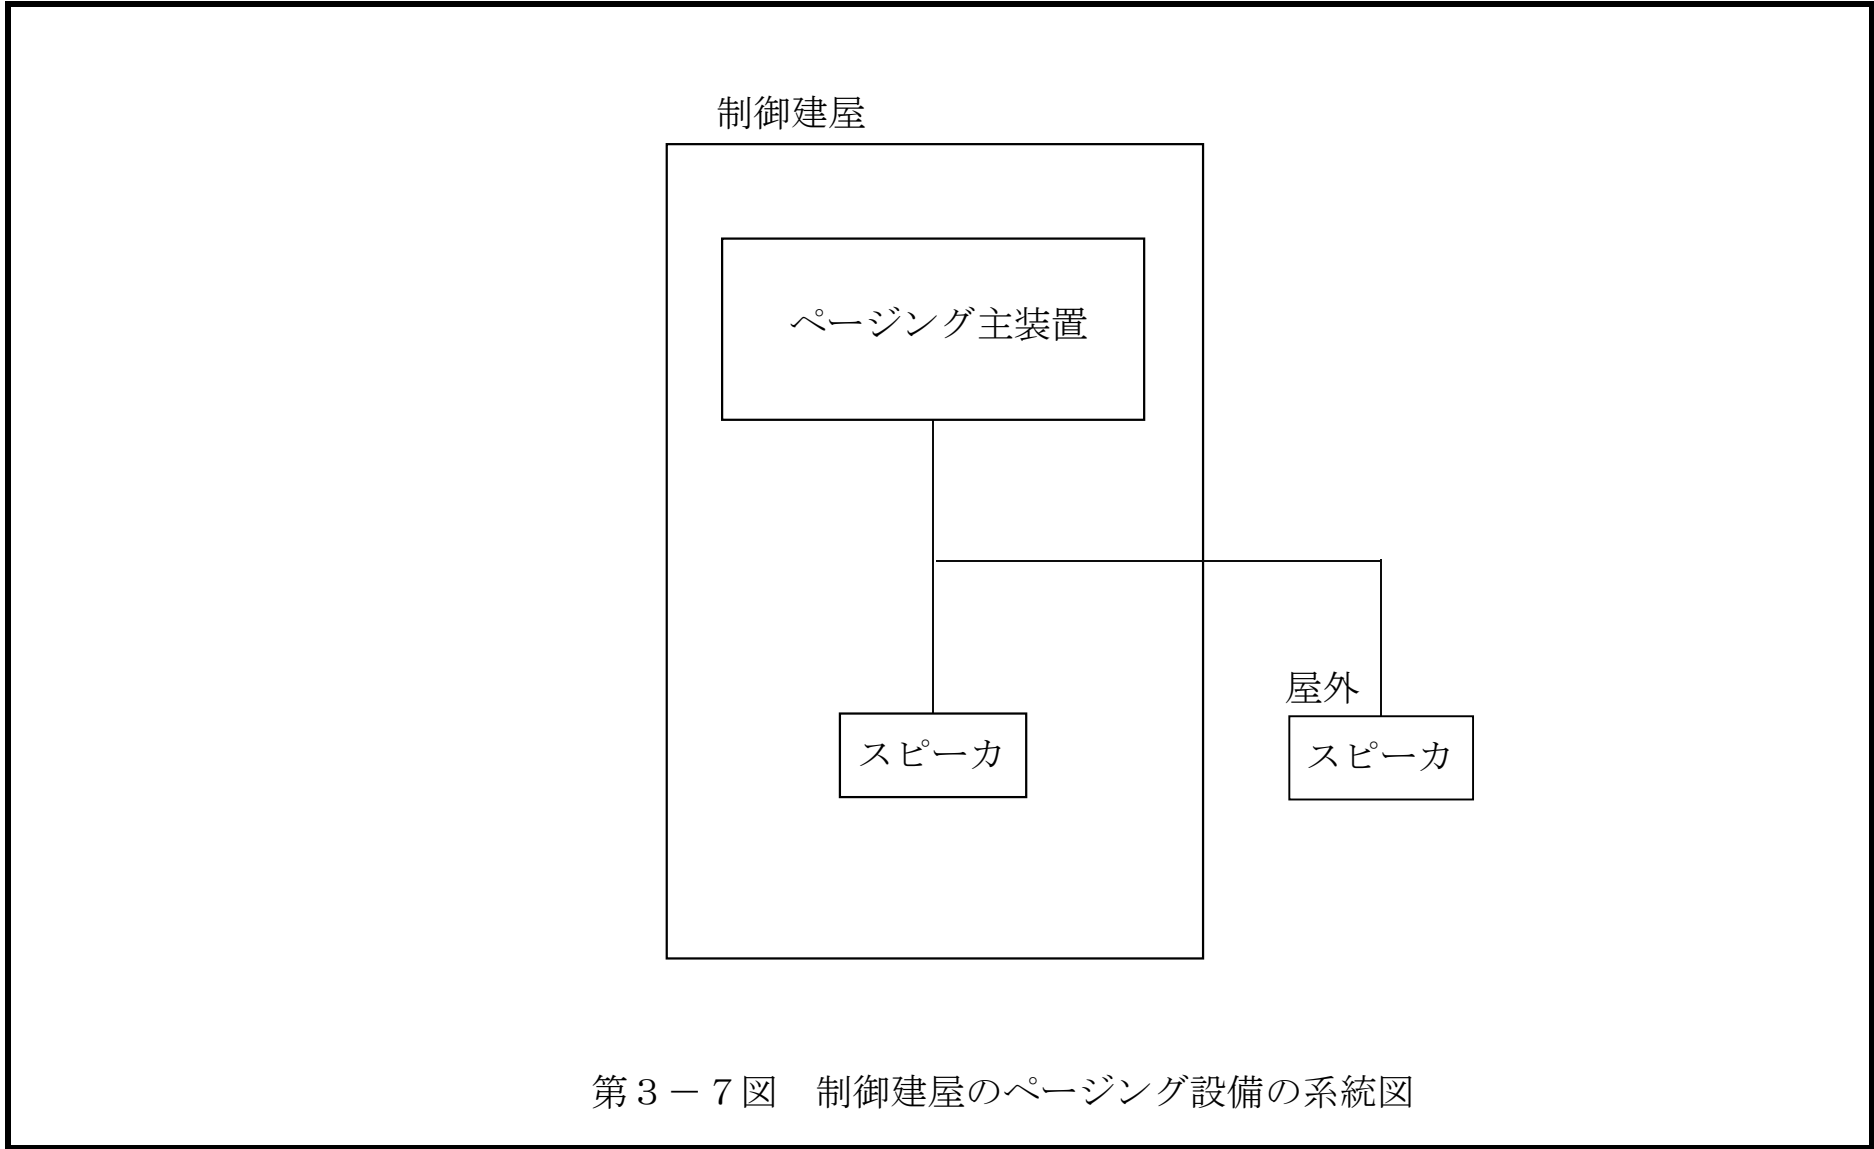 制御建屋
ページング主装置
屋外
スピーカ
スピーカ
第３－７図　制御建屋のページング設備の系統図